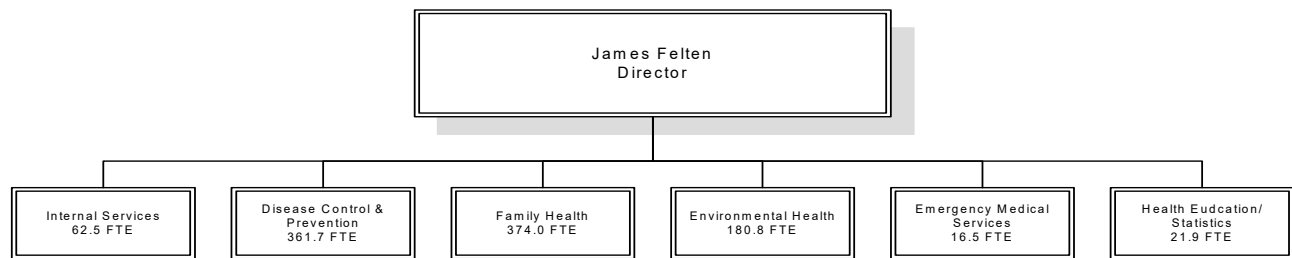 James Felten
Director
Internal Services
62.5 FTE
Disease Control &
Prevention
361.7 FTE
Family Health
374.0 FTE
Environmental Health
180.8 FTE
Emergency Medical
Services
16.5 FTE
Health Eudcation/
Statistics
21.9 FTE